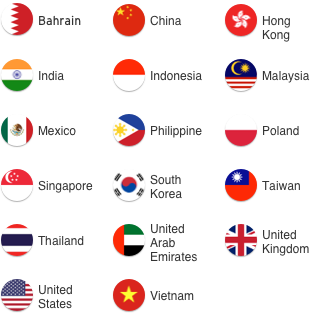 Bahrain
China
Hong
Kong
India
Indonesia
Malaysia
Mexico
Philippine
Poland
Singapore
South
Korea
Taiwan
Thailand
United
Arab
Emirates
United
Kingdom
United
States
Vietnam